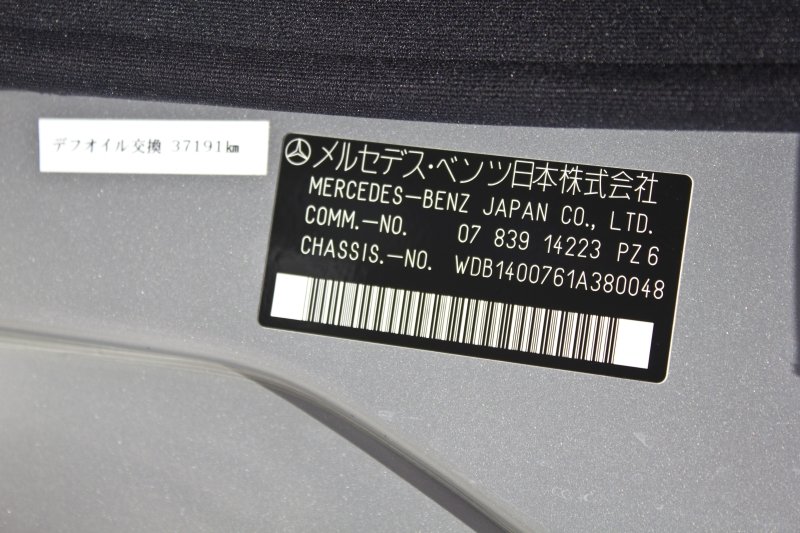 デフオイル交換 37191㎞
メルセデス・ベンツ日本株式会社
MERCEDES-BENZ JAPAN CO., LTD.
COMM.-NO. 07 839 14223 PZ6
CHASSIS.-NO. WDB1400761A380048